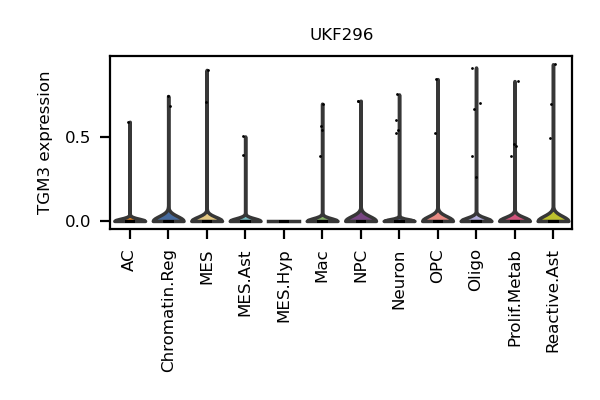 UKF296
TGM3 expression
0.5
0.0
AC
Chromatin.Reg
MES
MES.Ast
MES.Hyp
Mac
NPC
Neuron
OPC
Oligo
Prolif.Metab
Reactive.Ast